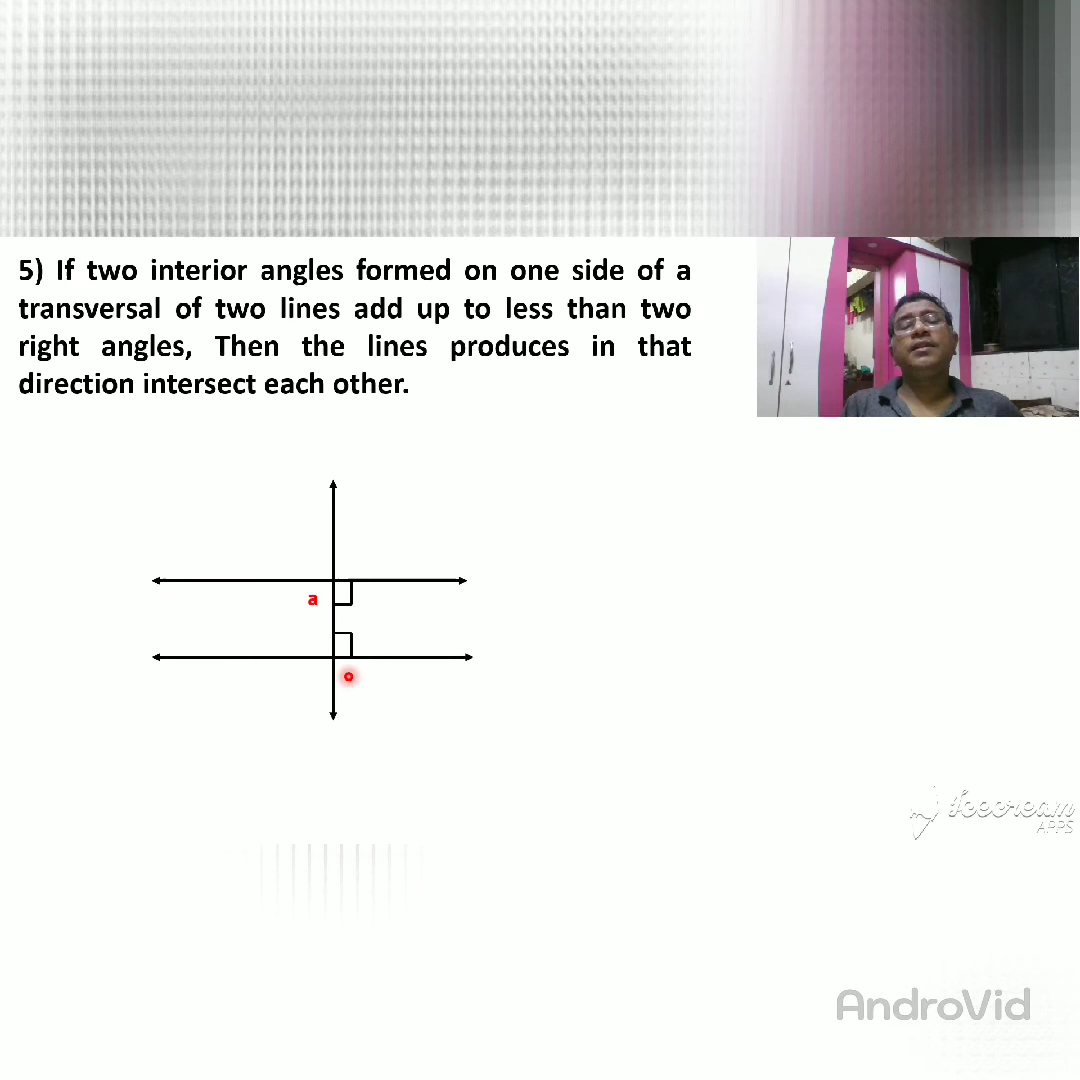 5) If two interior angles formed on one side of a
transversal of two lines add up to less than two
right angles, Then the lines produces in that
direction intersect each other.
a
Icecream
APPS
AndroVid